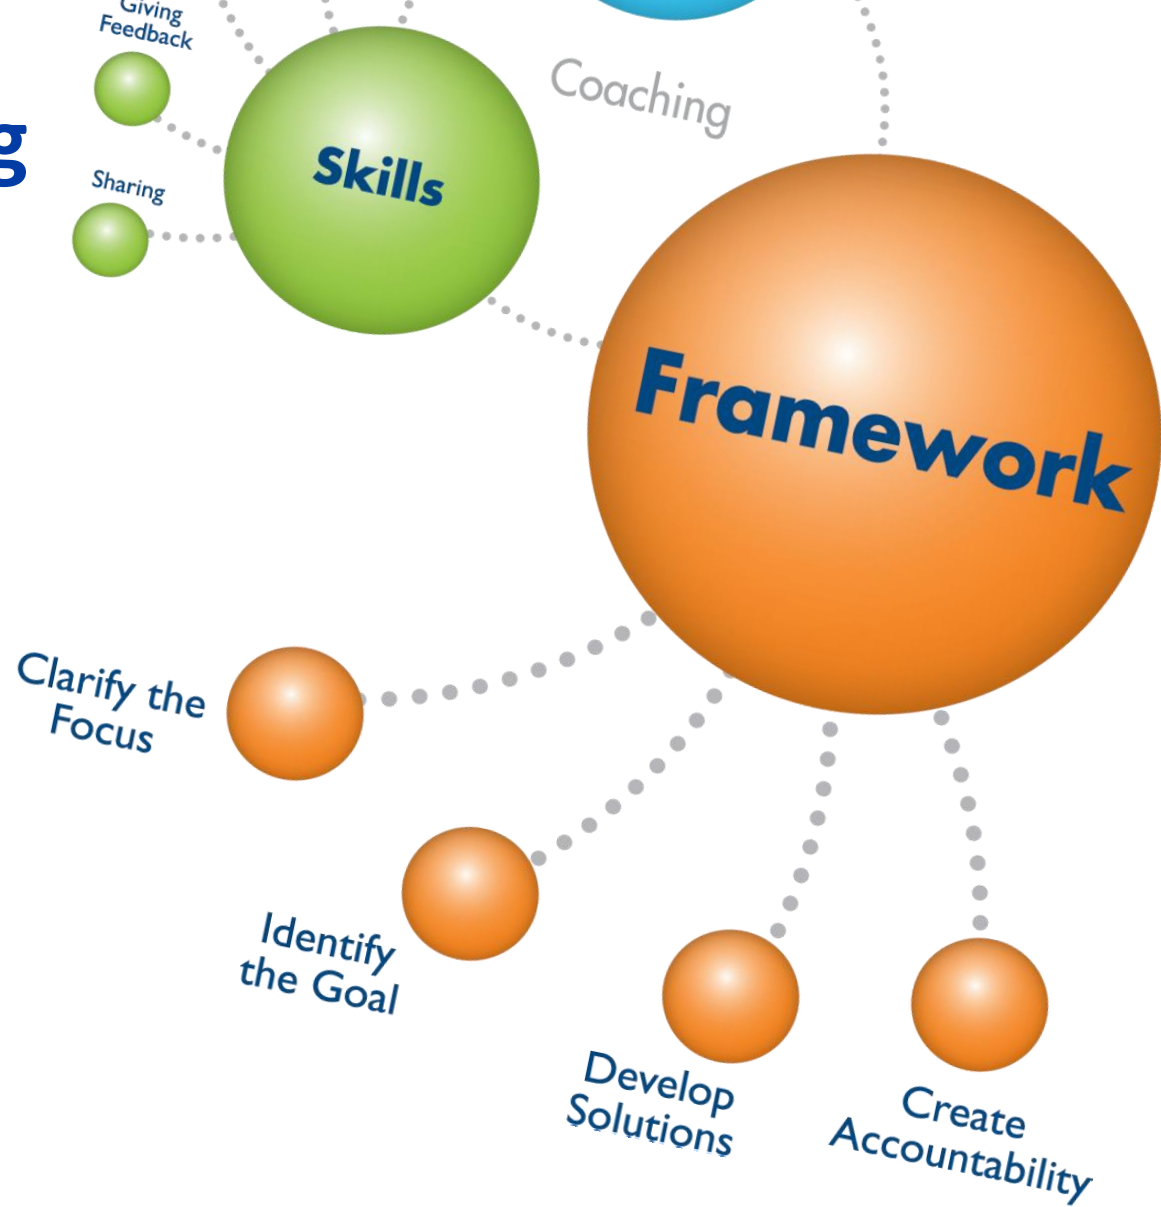 Giving
Feedback
Coaching
g
Skills
Sharing
Framework
Clarify the
Focus
Identify
the Goal
Develop
Solutions
Create
Accountability